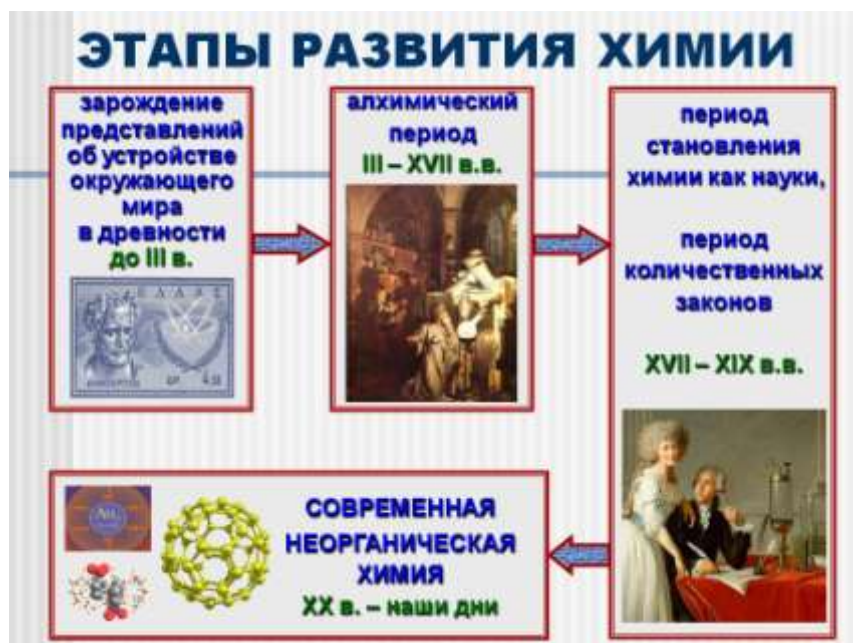 ЭТАПЫ РАЗВИТИЯ ХИМИИ
зарождение
представлений
об устройстве
окружающего
мира
в древности
до III в.
алхимический
период
III – XVII в.в.
период
становления
химии как науки,
период
количественных
законов
XVII – XIX в.в.
СОВРЕМЕННАЯ
НЕОРГАНИЧЕСКАЯ
ХИМИЯ
XX в. – наши дни